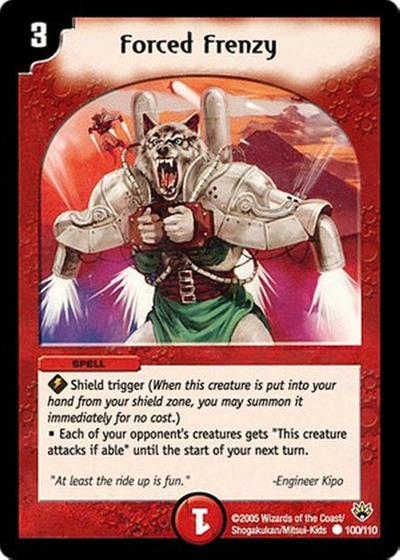 3
Forced Frenzy
SPELL
Shield trigger (When this creature is put into your
hand from your shield zone, you may summon it
immediately for no cost.)
▪ Each of your opponent's creatures gets "This creature
attacks if able" until the start of your next turn.
"At least the ride up is fun." -Engineer Kipo
1
©2005 Wizards of the Coast/
Shogakukan/Mitsui-Kids ● 100/110